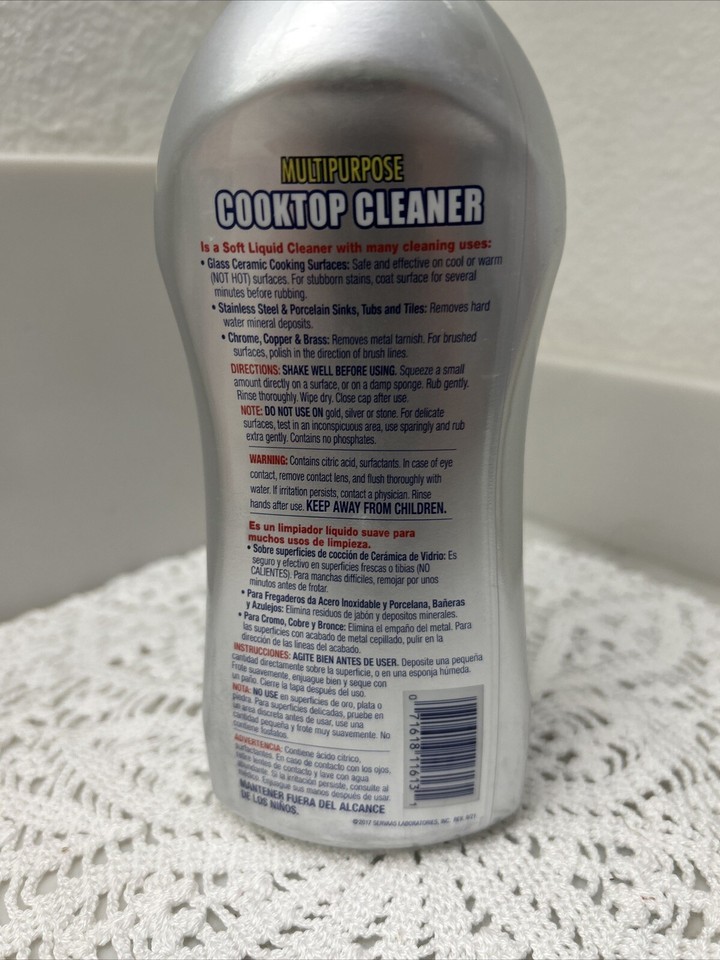 MULTIPURPOSE
COOKTOP CLEANER
Is a Soft Liquid Cleaner with many cleaning uses:
• Glass Ceramic Cooking Surfaces: Safe and effective on cool or warm
(NOT HOT) surfaces. For stubborn stains, coat surface for several
minutes before rubbing.
• Stainless Steel & Porcelain Sinks, Tubs and Tiles: Removes hard
water mineral deposits.
• Chrome, Copper & Brass: Removes metal tarnish. For brushed
surfaces, polish in the direction of brush lines.
DIRECTIONS: SHAKE WELL BEFORE USING. Squeeze a small
amount directly on a surface, or on a damp sponge. Rub gently.
Rinse thoroughly. Wipe dry. Close cap after use.
NOTE: DO NOT USE ON gold, silver or stone. For delicate
surfaces, test in an inconspicuous area, use sparingly and rub
extra gently. Contains no phosphates.
WARNING: Contains citric acid, surfactants. In case of eye
contact, remove contact lens, and flush thoroughly with
water. If irritation persists, contact a physician. Rinse
hands after use. KEEP AWAY FROM CHILDREN.
Es un limpiador líquido suave para
muchos usos de limpieza.
• Sobre superficies de cocción de Cerámica de Vidrio: Es
seguro y efectivo en superficies frescas o tibias (NO
CALIENTES). Para manchas difficiles, remojar por unos
minutos antes de frotar.
• Para Fregaderos da Acero Inoxidable y Porcelana, Bañeras
y Azulejos: Elimina residuos de jabón y depositos minerales.
• Para Cromo, Cobre y Bronce: Elimina el empaño del metal. Para
las superficies con acabado de metal cepillado, pulir en la
dirección de las líneas del acabado.
INSTRUCCIONES: AGITE BIEN ANTES DE USER. Deposite una pequeña
cantidad directamente sobre la superficie, o en una esponja húmeda.
Frote suavemente, enjuague bien y seque con
un paño. Cierre la tapa después del uso.
NOTA: NO USE en superficies de oro, plata o
piedra. Para superficies delicadas, pruebe en
un area discreta antes de usar, use una
cantidad pequeña y frote muy suavemente. No
contiene fosfatos.
ADVERTENCIA: Contiene ácido cítrico,
surfactantes. En caso de contacto con los ojos,
retire lentes de contacto y lave con agua
abundante. Si la irritación persiste, consulte al
médico. Enjuague sus manos después de usar.
MANTENER FUERA DEL ALCANCE
DE LOS NIÑOS.
0 71618 11613 1
©2017 SERVAAS LABORATORIES, INC. REV. 9/21